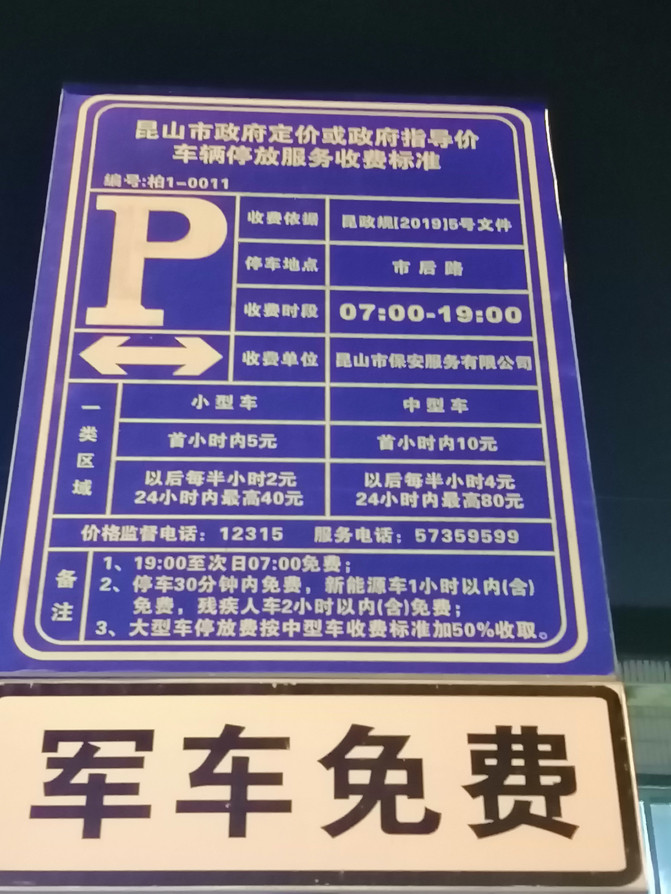 昆山市政府定价或政府指导价
车辆停放服务收费标准
编号:柏1-0011
P
收费依据 昆政规[2019]5号文件
停车地点 市后路
收费时段 07:00-19:00
收费单位 昆山市保安服务有限公司
一类区域
小型车 中型车
首小时内5元 首小时内10元
以后每半小时2元 以后每半小时4元
24小时内最高40元 24小时内最高80元
价格监督电话：12315 服务电话：57359599
备注
1、19:00至次日07:00免费；
2、停车30分钟内免费，新能源车1小时以内(含)
免费，残疾人车2小时以内(含)免费；
3、大型车停放费按中型车收费标准加50%收取。
军车免费